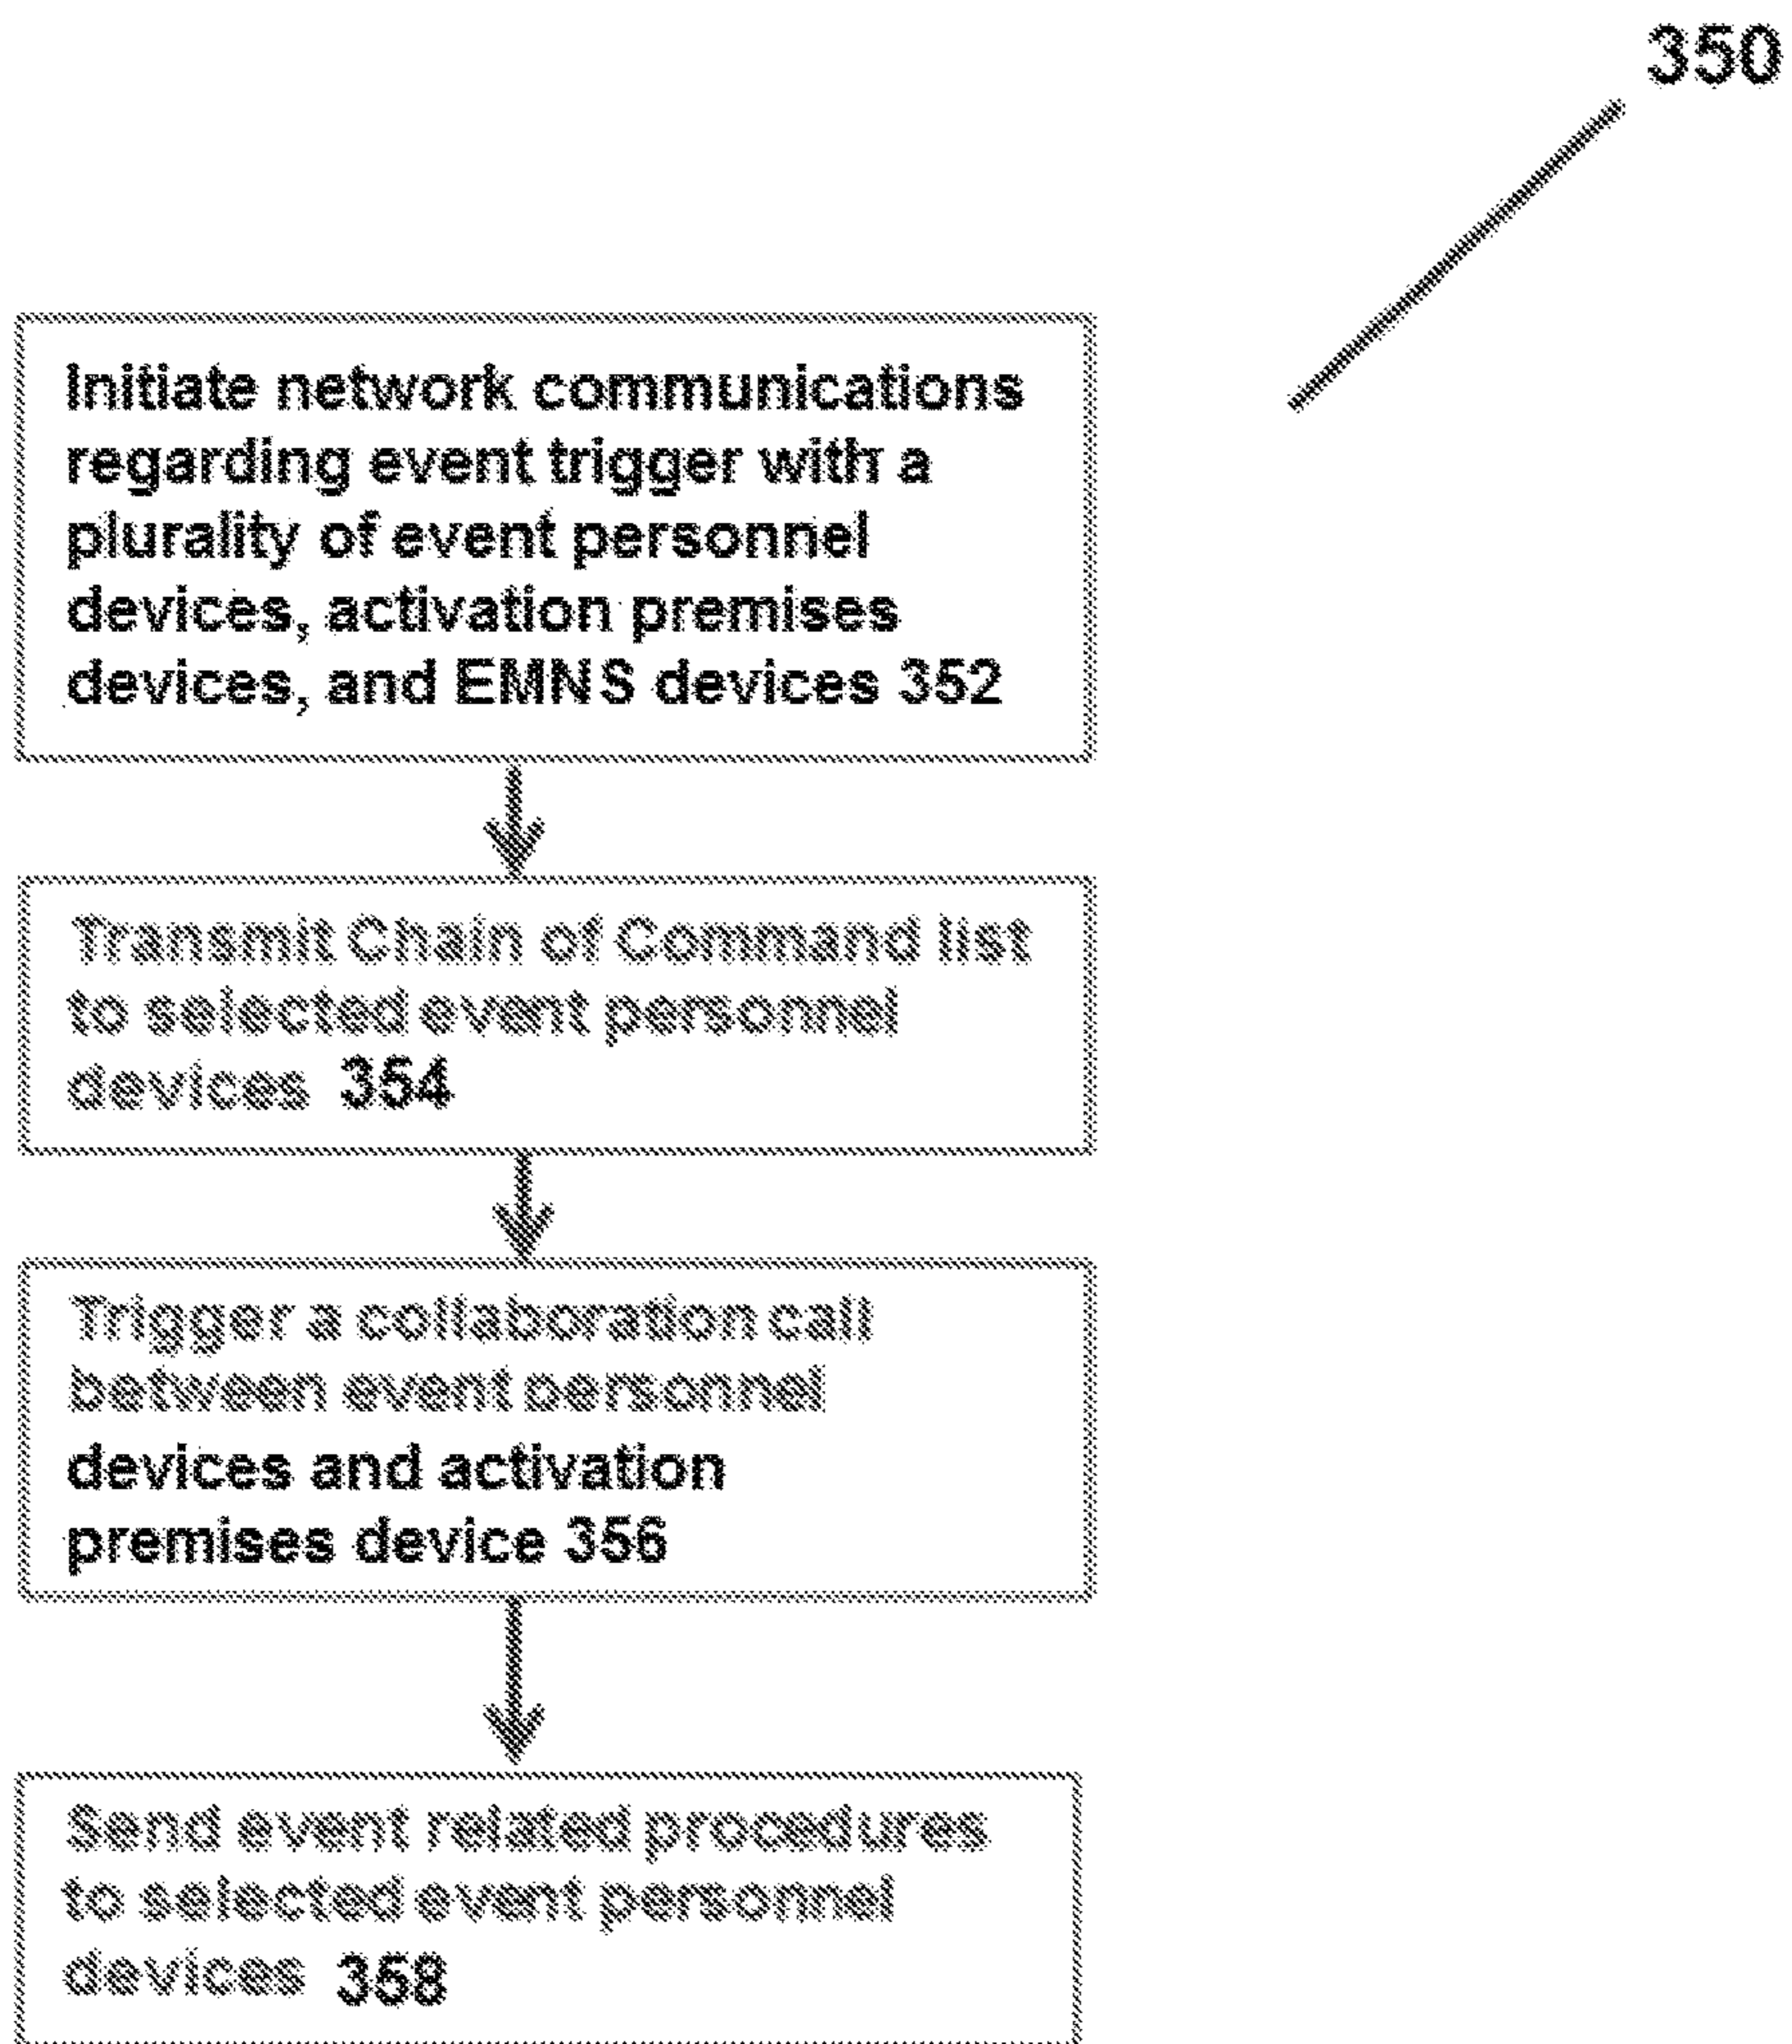 350
Initiate network communications
regarding event trigger with a
plurality of event personnel
devices, activation premises
devices, and EMNS devices 352
Transmit Chain of Command list
to selected event personnel
devices 354
Trigger a collaboration call
between event personnel
devices and activation
premises device 356
Send event related procedures
to selected event personnel
devices 358